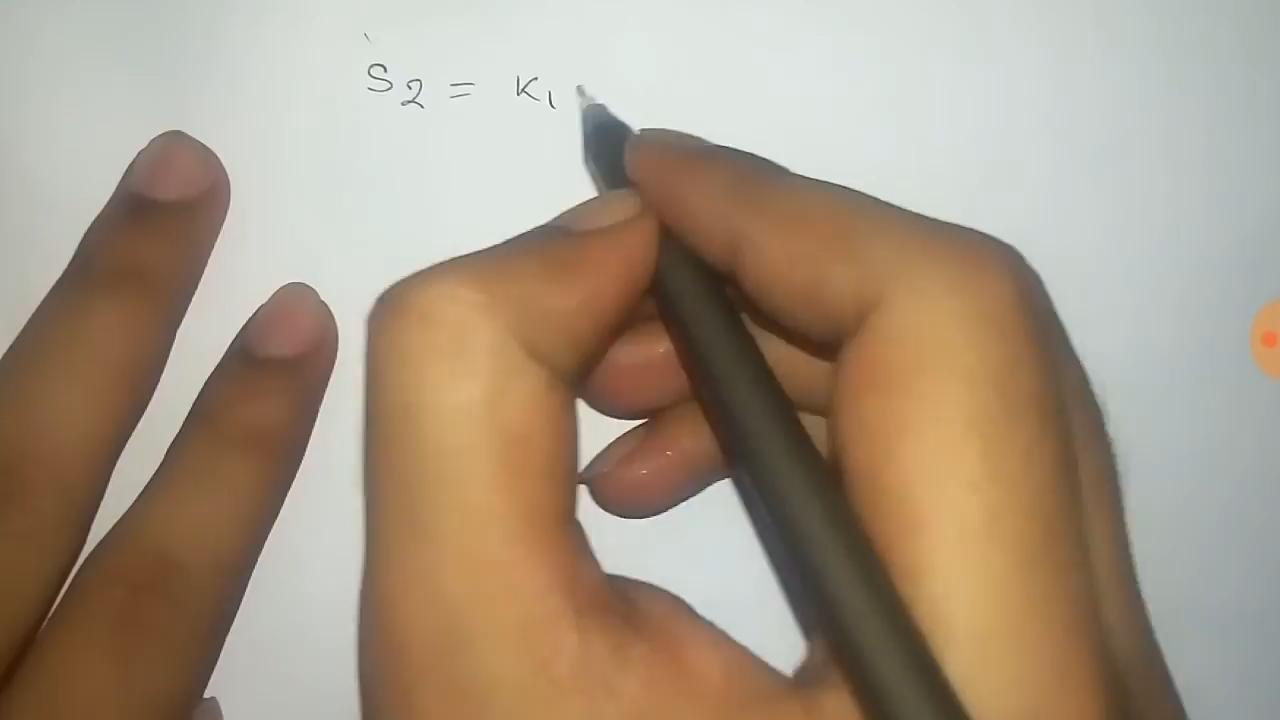 S2 = K1